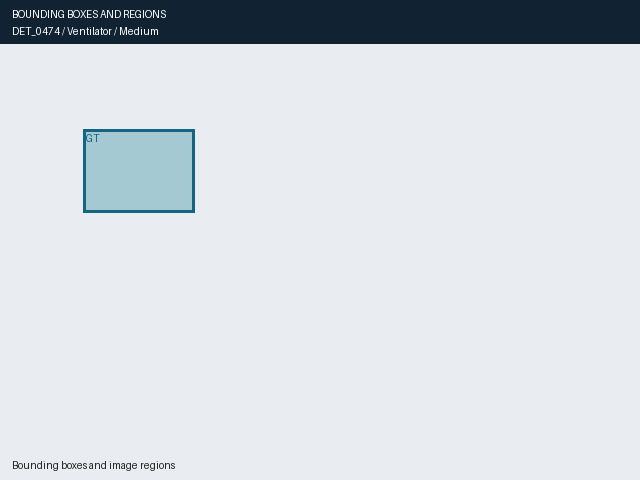 BOUNDING BOXES AND REGIONS
DET_0474 / Ventilator / Medium
GT
Bounding boxes and image regions